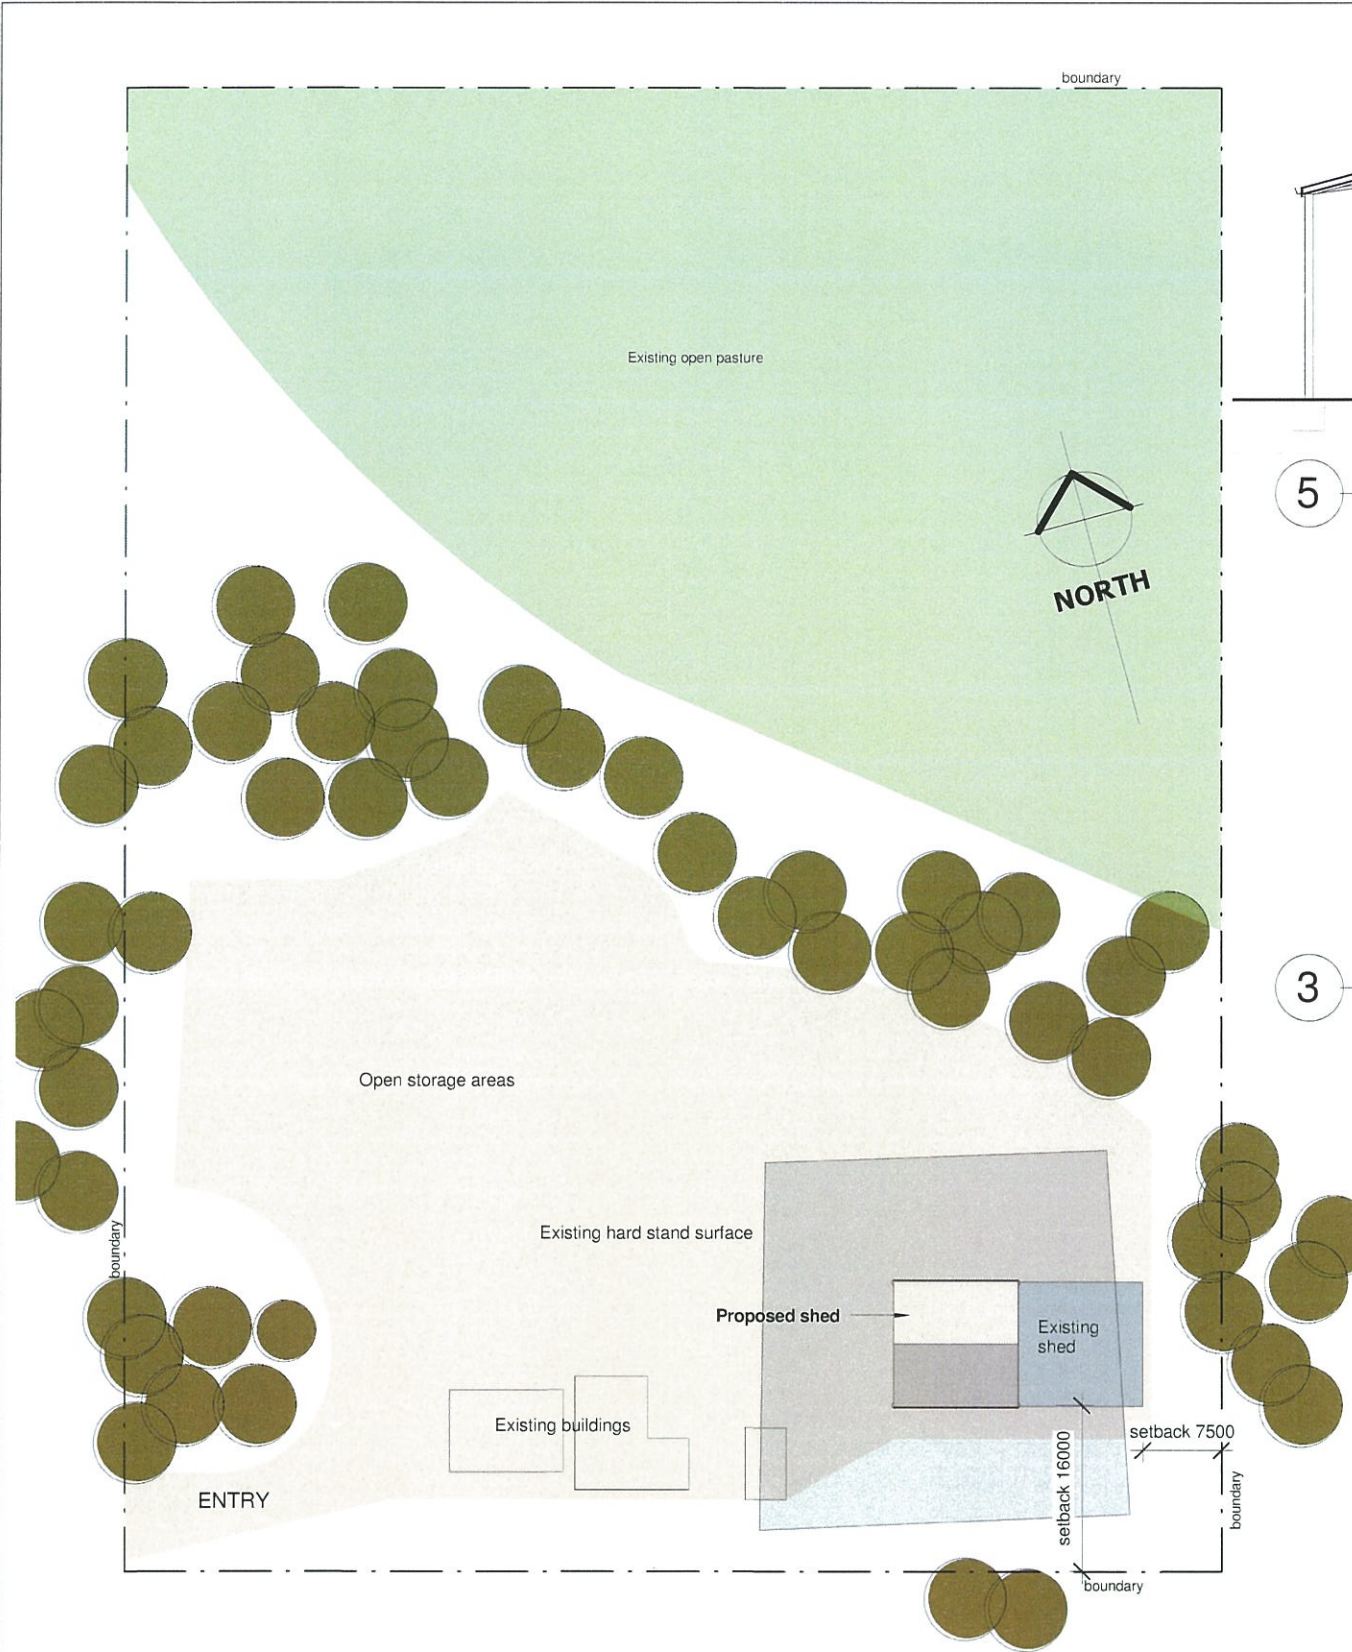 boundary
Existing open pasture
5
NORTH
3
Open storage areas
boundary
Existing hard stand surface
Proposed shed
Existing
shed
Existing buildings
setback 7500
setback 16000
boundary
ENTRY
boundary